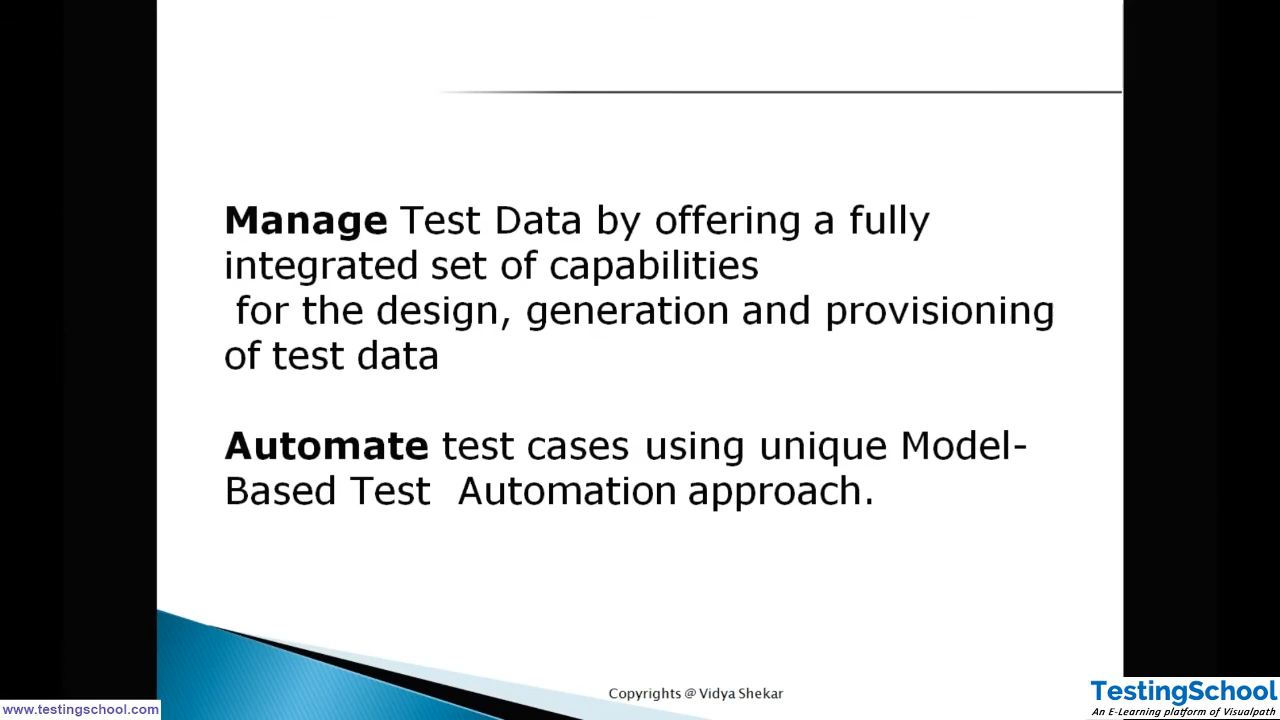 Manage Test Data by offering a fully
integrated set of capabilities
for the design, generation and provisioning
of test data
Automate test cases using unique Model-
Based Test Automation approach.
Copyrights @ Vidya Shekar
www.testingschool.com
TestingSchool
An E-Learning platform of Visualpath